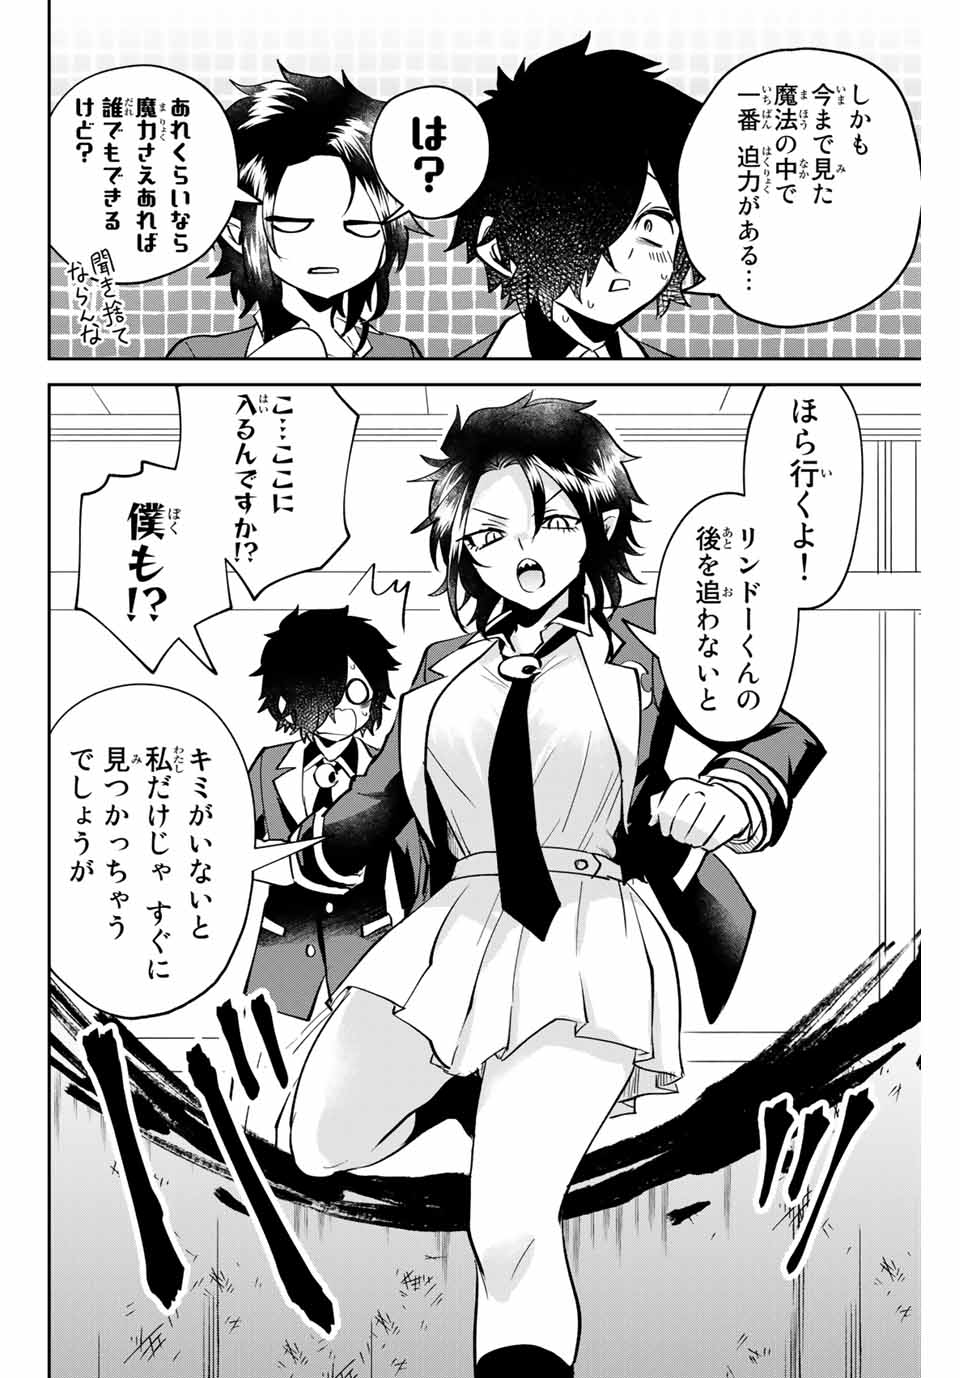 しかも
今まで見た
魔法の中で
一番 迫力がある…
は?
あれくらいなら
魔力さえあれば
誰でもできる
けど?
聞き捨て
ならんな
ほら行くよ!
リンドーくんの
後を追わないと
こ…ここに
入るんですか!?
僕も!?
キミがいないと
私だけじゃ すぐに
見つかっちゃう
でしょうが